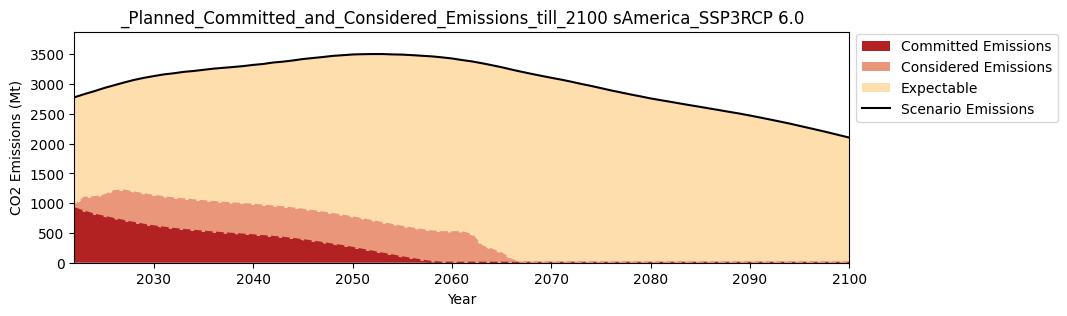 _Planned_Committed_and_Considered_Emissions_till_2100 sAmerica_SSP3RCP 6.0
CO2 Emissions (Mt)
3500
3000
2500
2000
1500
1000
500
0
2030 2040 2050 2060 2070 2080 2090 2100
Year
Committed Emissions
Considered Emissions
Expectable
Scenario Emissions